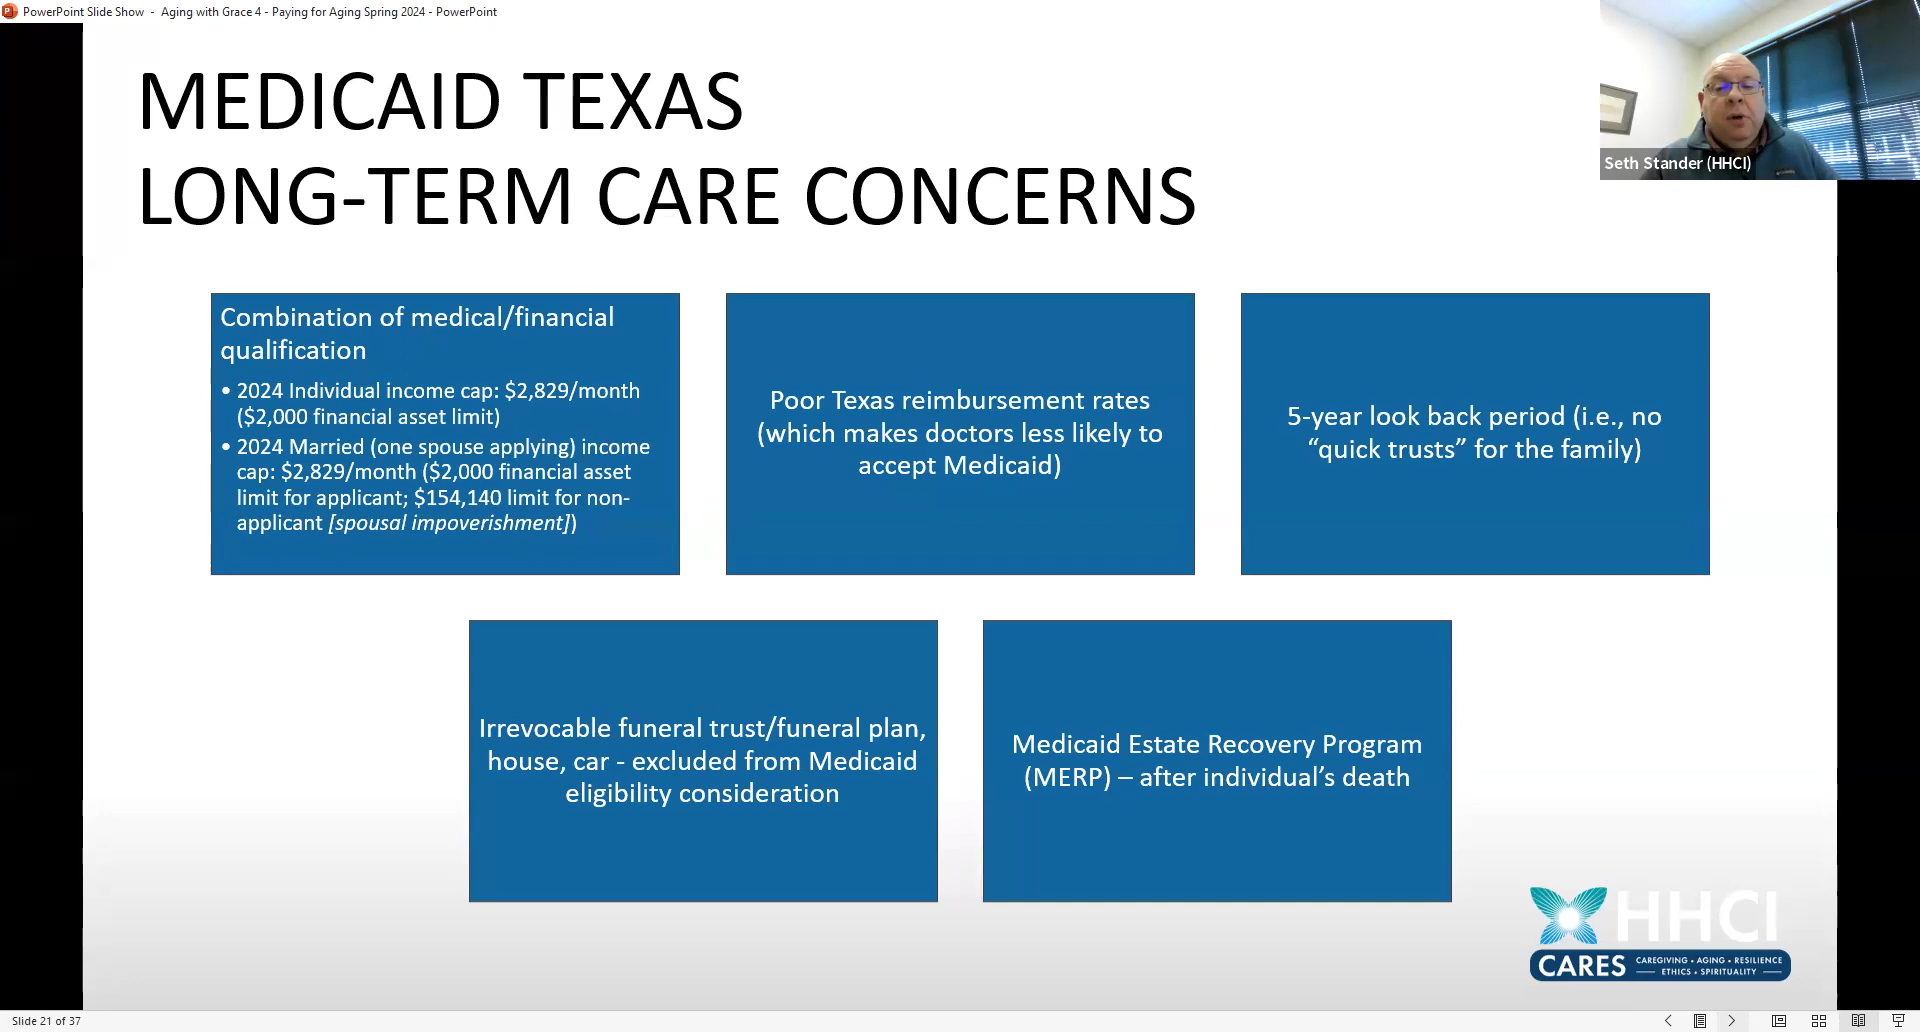 PowerPoint Slide Show - Aging with Grace 4 - Paying for Aging Spring 2024 - PowerPoint
MEDICAID TEXAS
LONG-TERM CARE CONCERNS
Seth Stander (HHCI)
Combination of medical/financial
qualification
• 2024 Individual income cap: $2,829/month
($2,000 financial asset limit)
• 2024 Married (one spouse applying) income
cap: $2,829/month ($2,000 financial asset
limit for applicant; $154,140 limit for non-
applicant [spousal impoverishment])
Poor Texas reimbursement rates
(which makes doctors less likely to
accept Medicaid)
5-year look back period (i.e., no
“quick trusts” for the family)
Irrevocable funeral trust/funeral plan,
house, car - excluded from Medicaid
eligibility consideration
Medicaid Estate Recovery Program
(MERP) – after individual’s death
HHCI
CARES
CAREGIVING • AGING • RESILIENCE
ETHICS • SPIRITUALITY
Slide 21 of 37